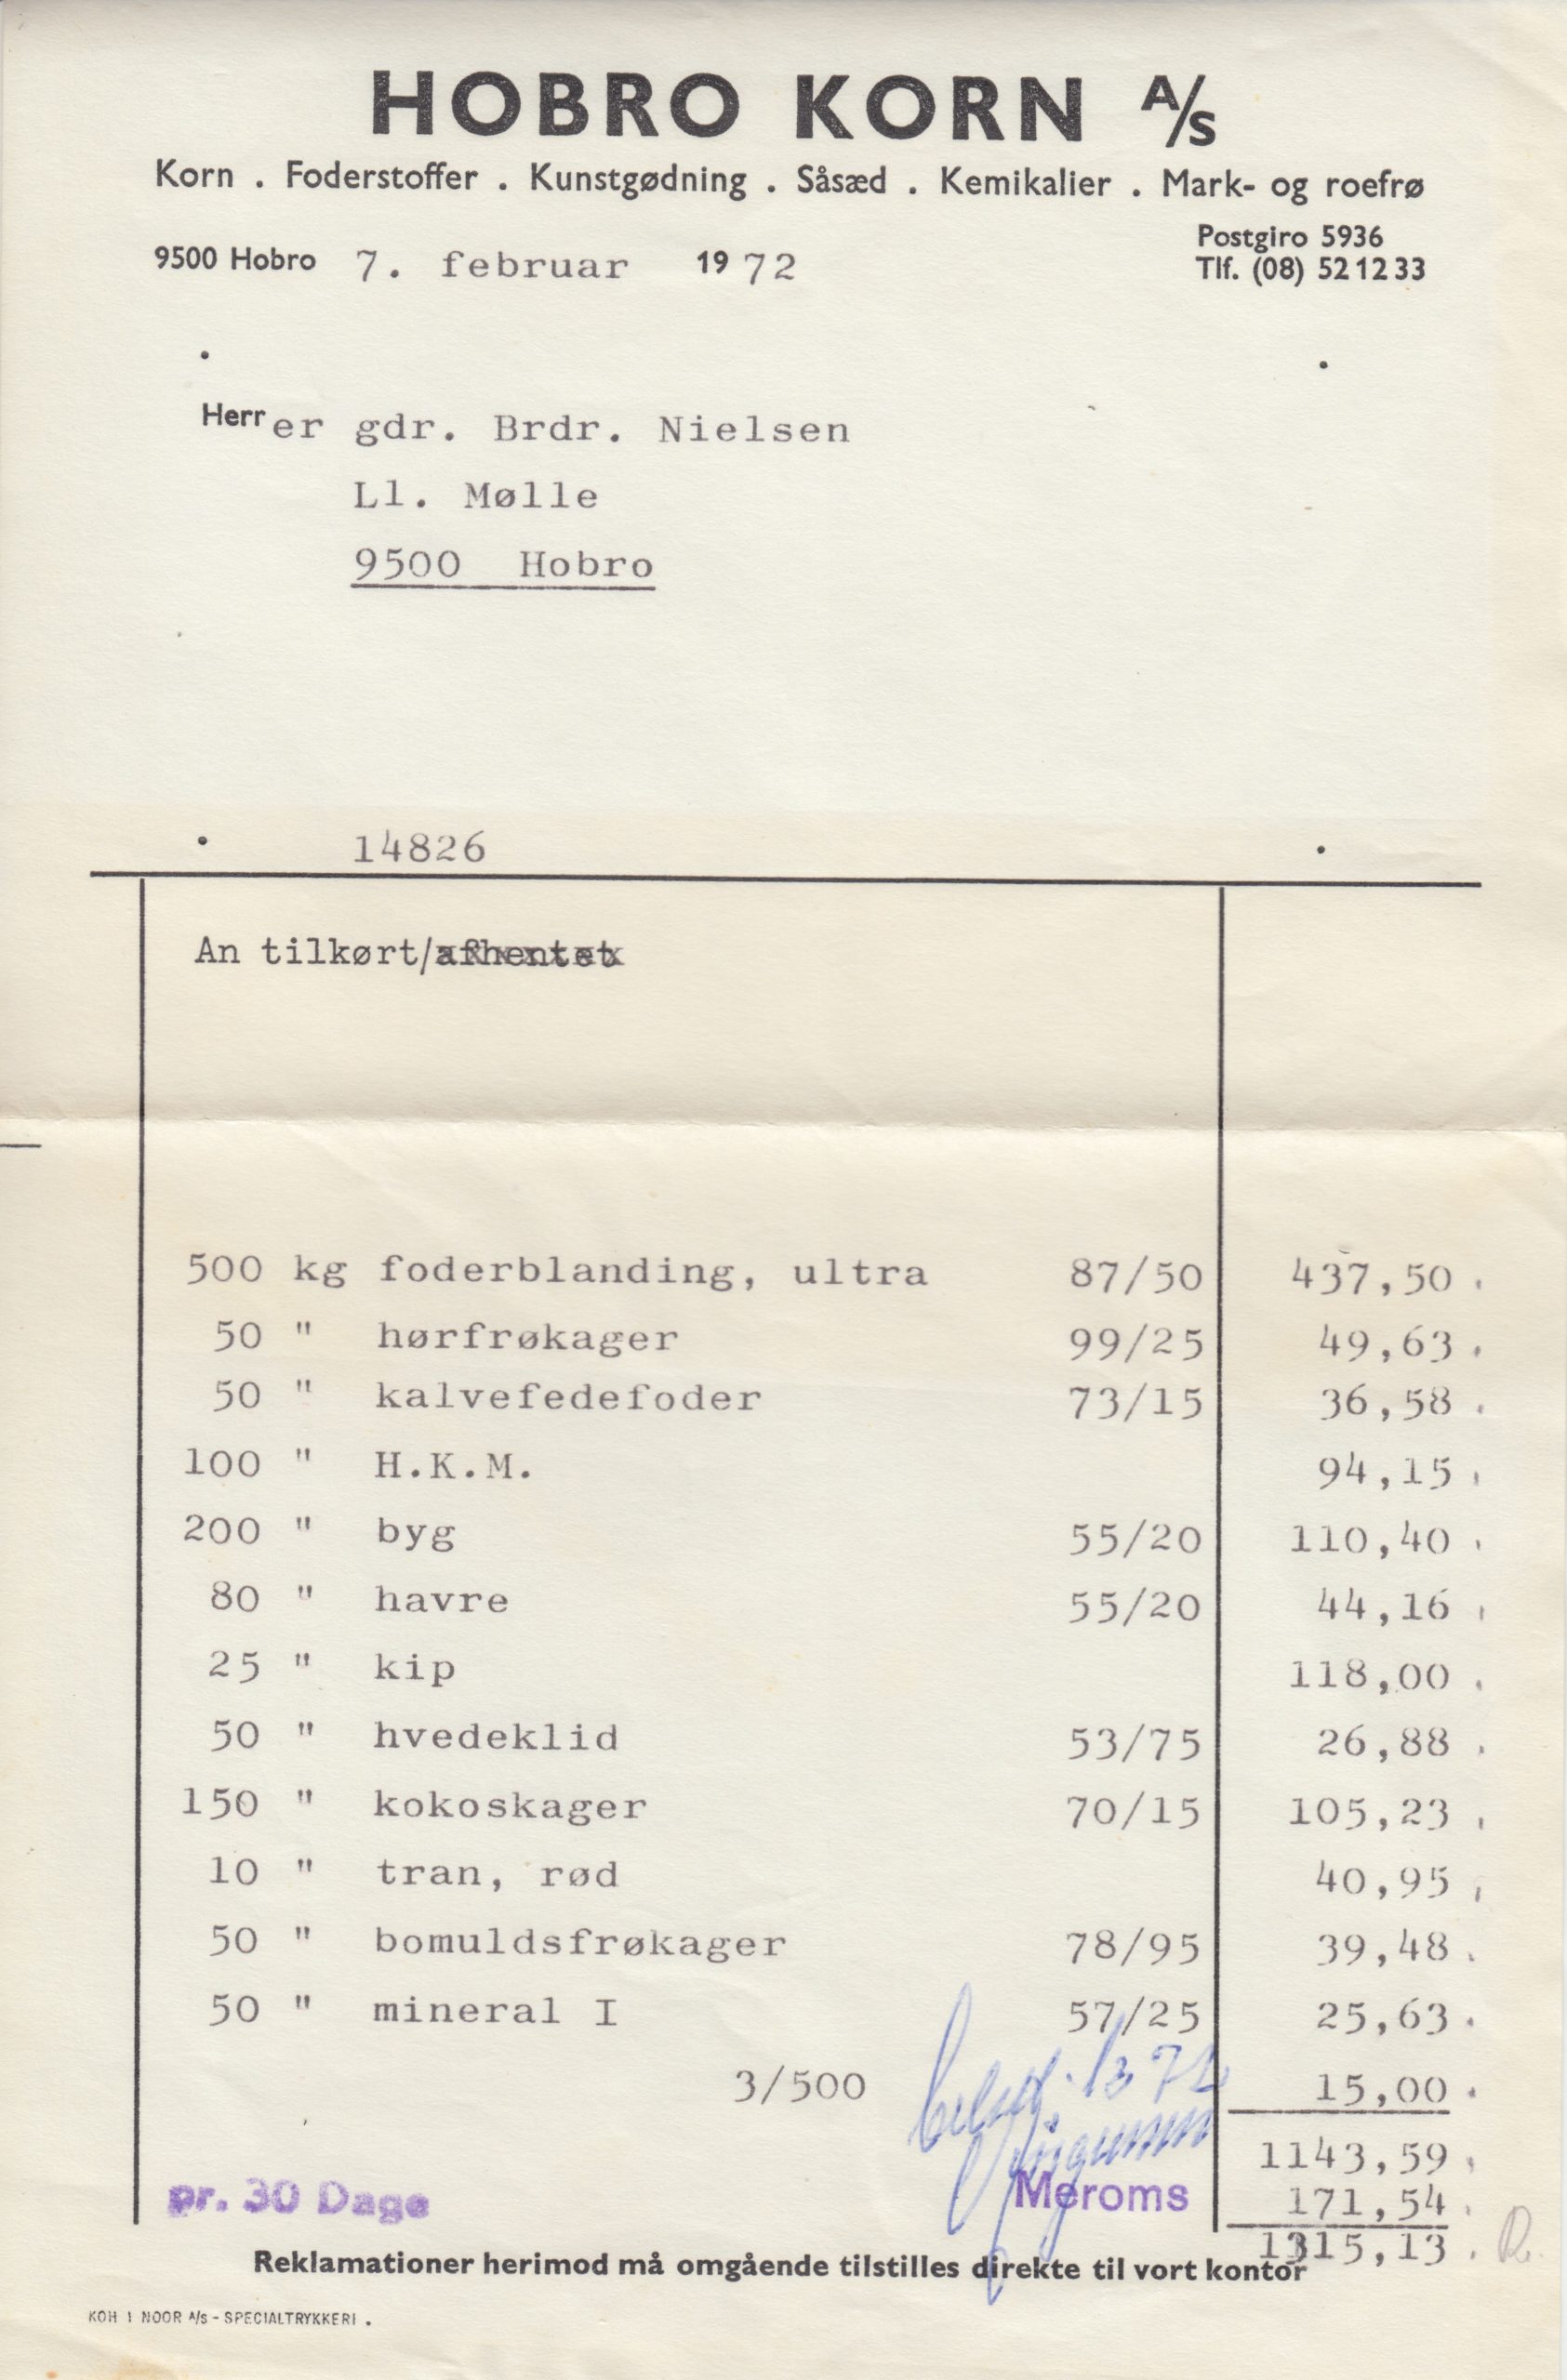 HOBRO KORN A/S
Korn . Foderstoffer . Kunstgødning . Såsæd . Kemikalier . Mark- og roefrø
Postgiro 5936
9500 Hobro 7. februar 1972
Tlf. (08) 52 12 33
Herrer gdr. Brdr. Nielsen
Ll. Mølle
9500 Hobro
14826
An tilkørt/afhentet
500 kg foderblanding, ultra 87/50 437,50
50 " hørfrøkager 99/25 49,63
50 " kalvefedefoder 73/15 36,58
100 " H.K.M. 94,15
200 " byg 55/20 110,40
80 " havre 55/20 44,16
25 " kip 118,00
50 " hvedeklid 53/75 26,88
150 " kokoskager 70/15 105,23
10 " tran, rød 40,95
50 " bomuldsfrøkager 78/95 39,48
50 " mineral I 57/25 25,63
3/500 15,00
1143,59
pr. 30 Dage Meroms 171,54
1315,13
Reklamationer herimod må omgående tilstilles direkte til vort kontor
KOH I NOOR A/S - SPECIALTRYKKERI .